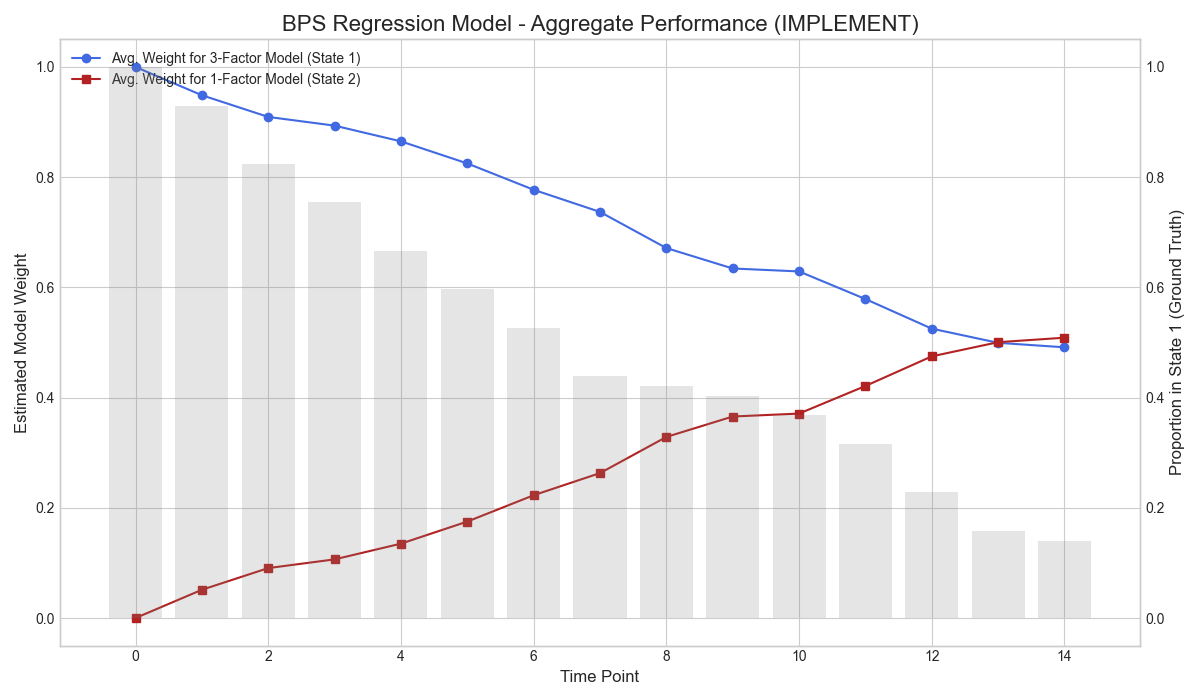 BPS Regression Model - Aggregate Performance (IMPLEMENT)
Avg. Weight for 3-Factor Model (State 1)
Avg. Weight for 1-Factor Model (State 2)
Estimated Model Weight
1.0
0.8
0.6
0.4
0.2
0.0
1.0
0.8
0.6
0.4
0.2
0.0
Proportion in State 1 (Ground Truth)
0 2 4 6 8 10 12 14
Time Point